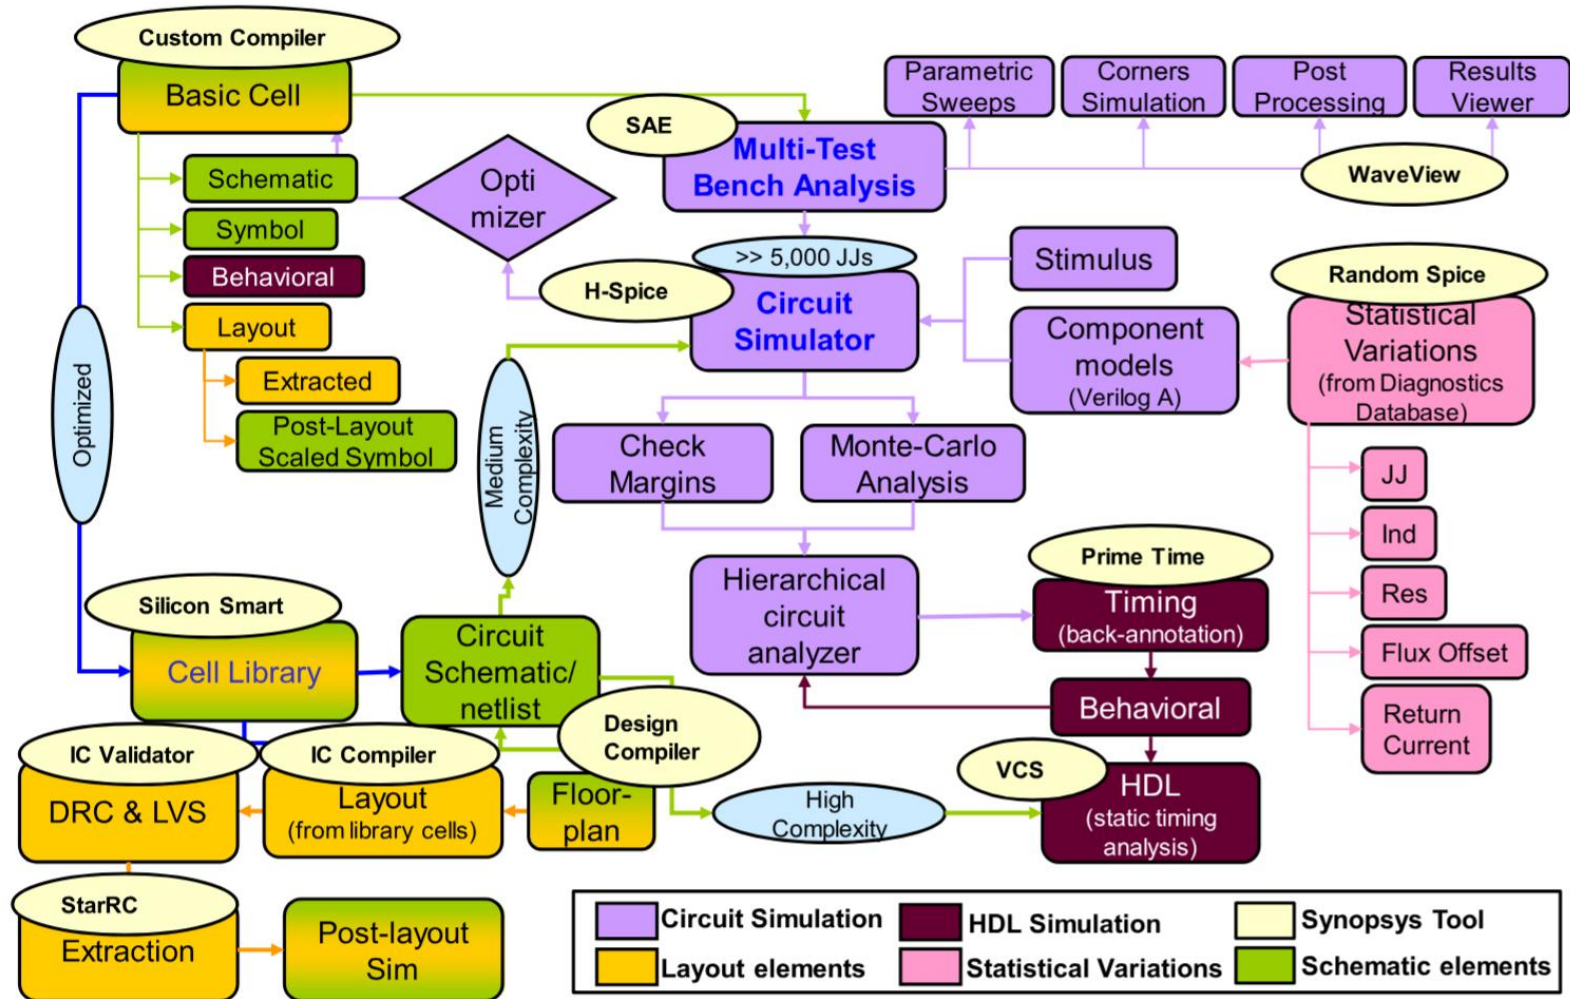 Custom Compiler
Basic Cell
Schematic
Symbol
Behavioral
Layout
Extracted
Post-Layout
Scaled Symbol
Optimized
Opti
mizer
SAE
Multi-Test
Bench Analysis
Parametric
Sweeps
Corners
Simulation
Post
Processing
Results
Viewer
WaveView
>> 5,000 JJs
H-Spice
Circuit
Simulator
Stimulus
Component
models
(Verilog A)
Random Spice
Statistical
Variations
(from Diagnostics
Database)
JJ
Ind
Res
Flux Offset
Return
Current
Medium
Complexity
Check
Margins
Monte-Carlo
Analysis
Hierarchical
circuit
analyzer
Prime Time
Timing
(back-annotation)
Behavioral
VCS
HDL
(static timing
analysis)
Silicon Smart
Cell Library
Circuit
Schematic/
netlist
Design
Compiler
IC Validator
DRC & LVS
IC Compiler
Layout
(from library cells)
Floor-
plan
High
Complexity
StarRC
Extraction
Post-layout
Sim
Circuit Simulation
HDL Simulation
Synopsys Tool
Layout elements
Statistical Variations
Schematic elements